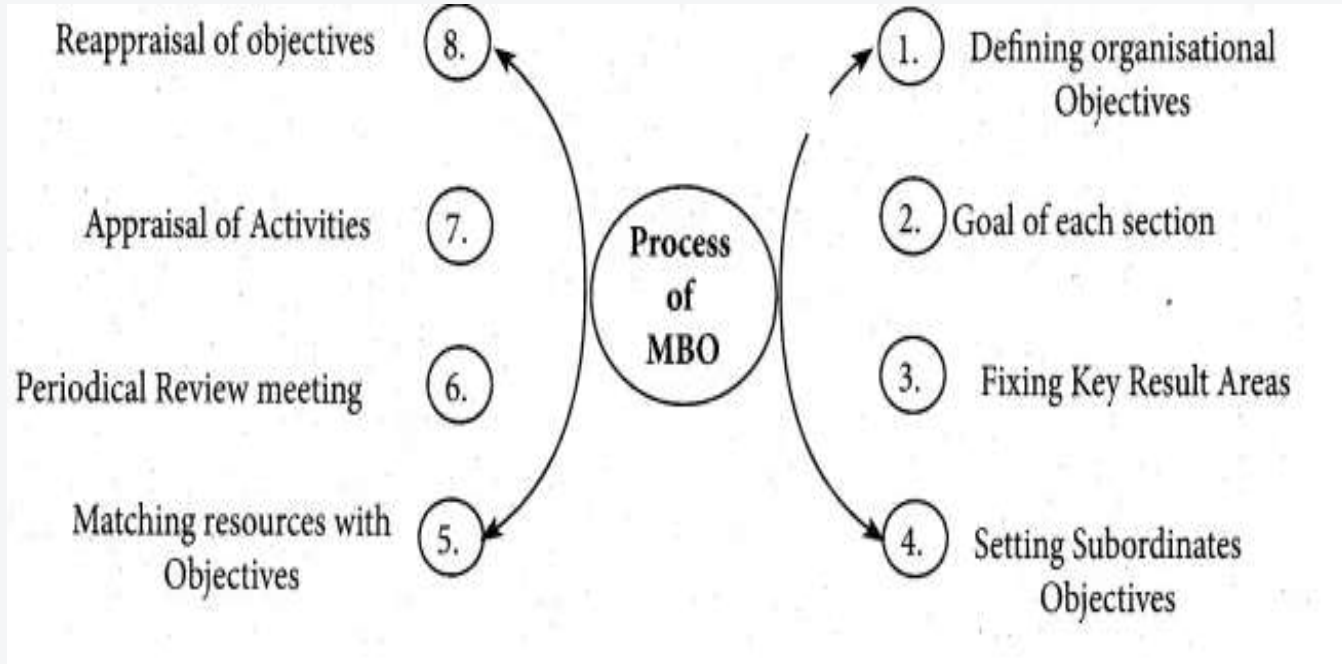 Process
of
MBO
1. Defining organisational
Objectives
2. Goal of each section
3. Fixing Key Result Areas
4. Setting Subordinates
Objectives
5. Matching resources with
Objectives
6. Periodical Review meeting
7. Appraisal of Activities
8. Reappraisal of objectives